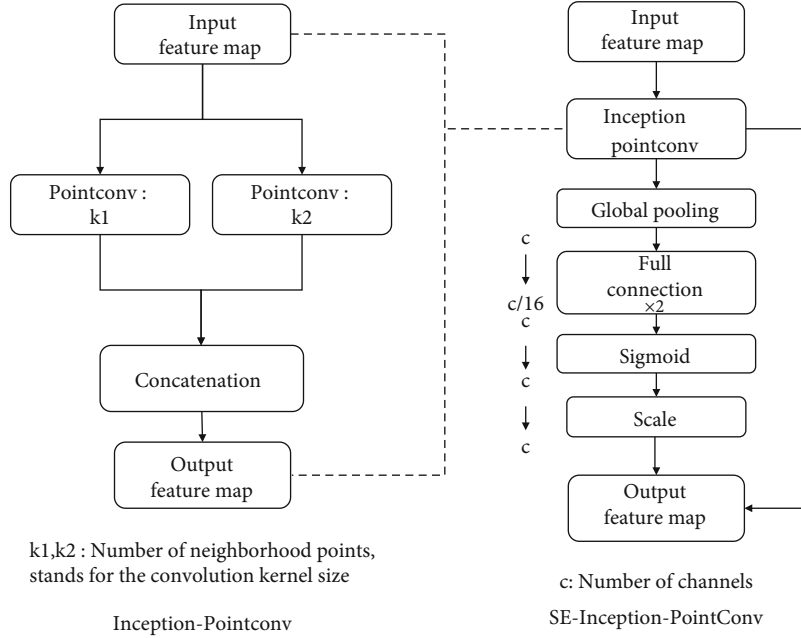 Input
feature map
Pointconv :
k1
Pointconv :
k2
Concatenation
Output
feature map
k1,k2 : Number of neighborhood points,
stands for the convolution kernel size
Inception-Pointconv
Input
feature map
Inception
pointconv
Global pooling
c
Full
connection
×2
c/16
c
Sigmoid
c
Scale
c
Output
feature map
c: Number of channels
SE-Inception-PointConv